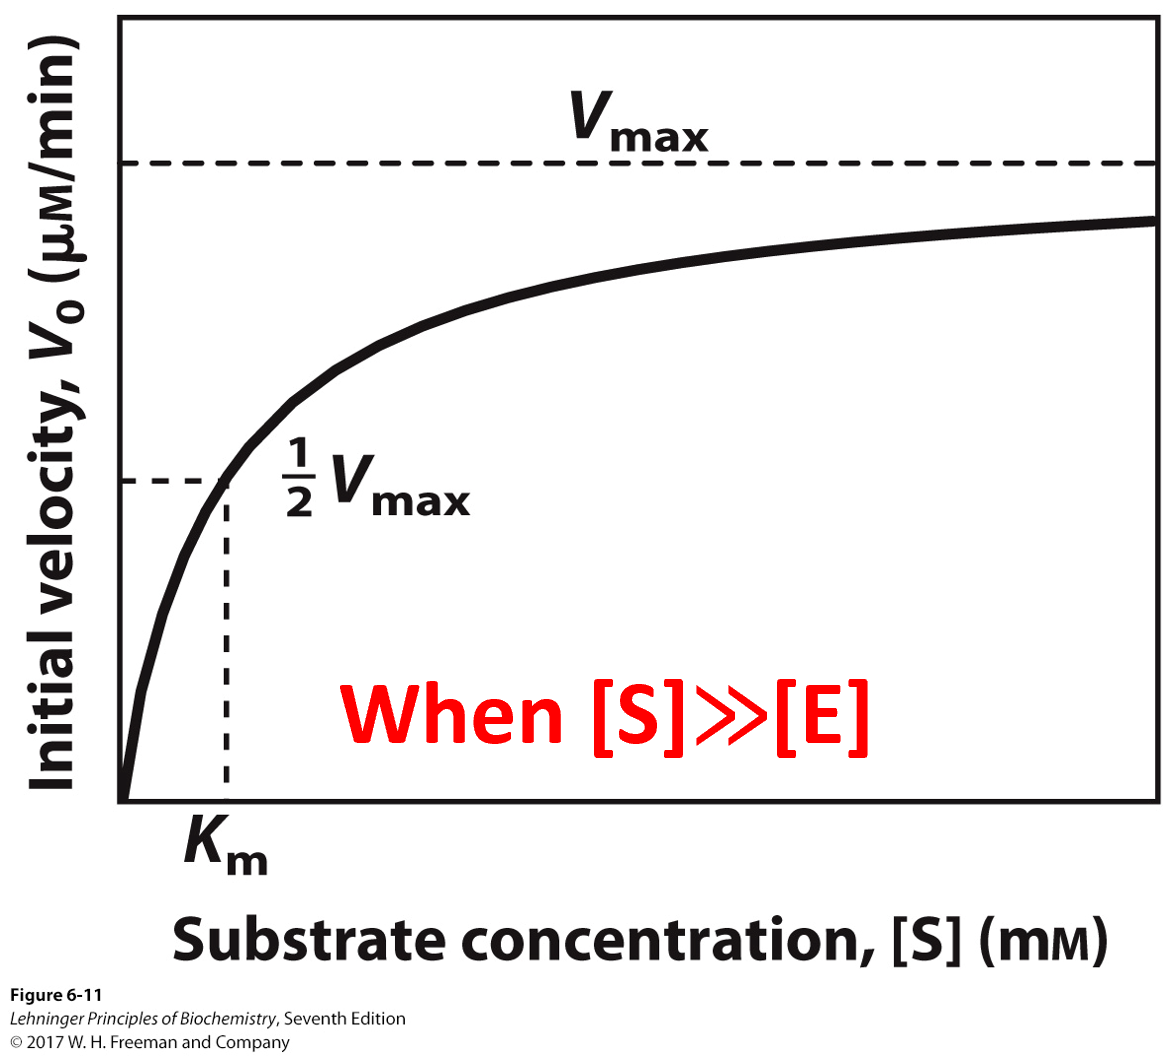 Initial velocity, V₀ (μM/min)
Vmax
½ Vmax
When [S]≫[E]
Km
Substrate concentration, [S] (mM)
Figure 6-11
Lehninger Principles of Biochemistry, Seventh Edition
© 2017 W. H. Freeman and Company